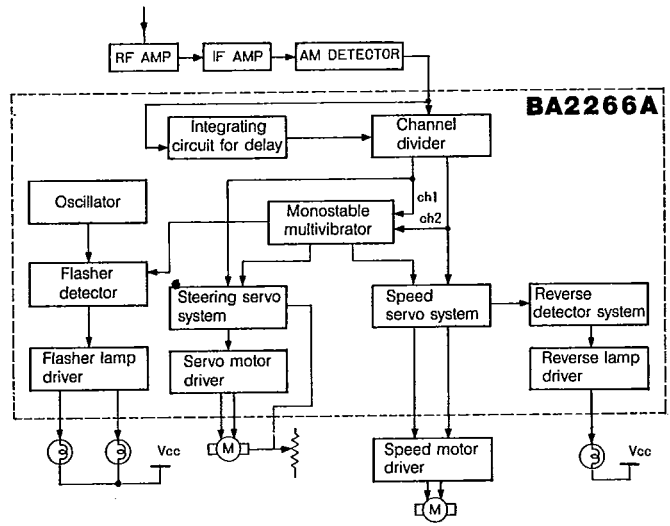 RF AMP
IF AMP
AM DETECTOR
BA2266A
Integrating
circuit for delay
Channel
divider
Oscillator
ch1
Monostable
multivibrator
ch2
Flasher
detector
Steering servo
system
Speed
servo system
Reverse
detector system
Flasher lamp
driver
Servo motor
driver
Reverse lamp
driver
Vcc
M
Speed motor
driver
Vcc
M